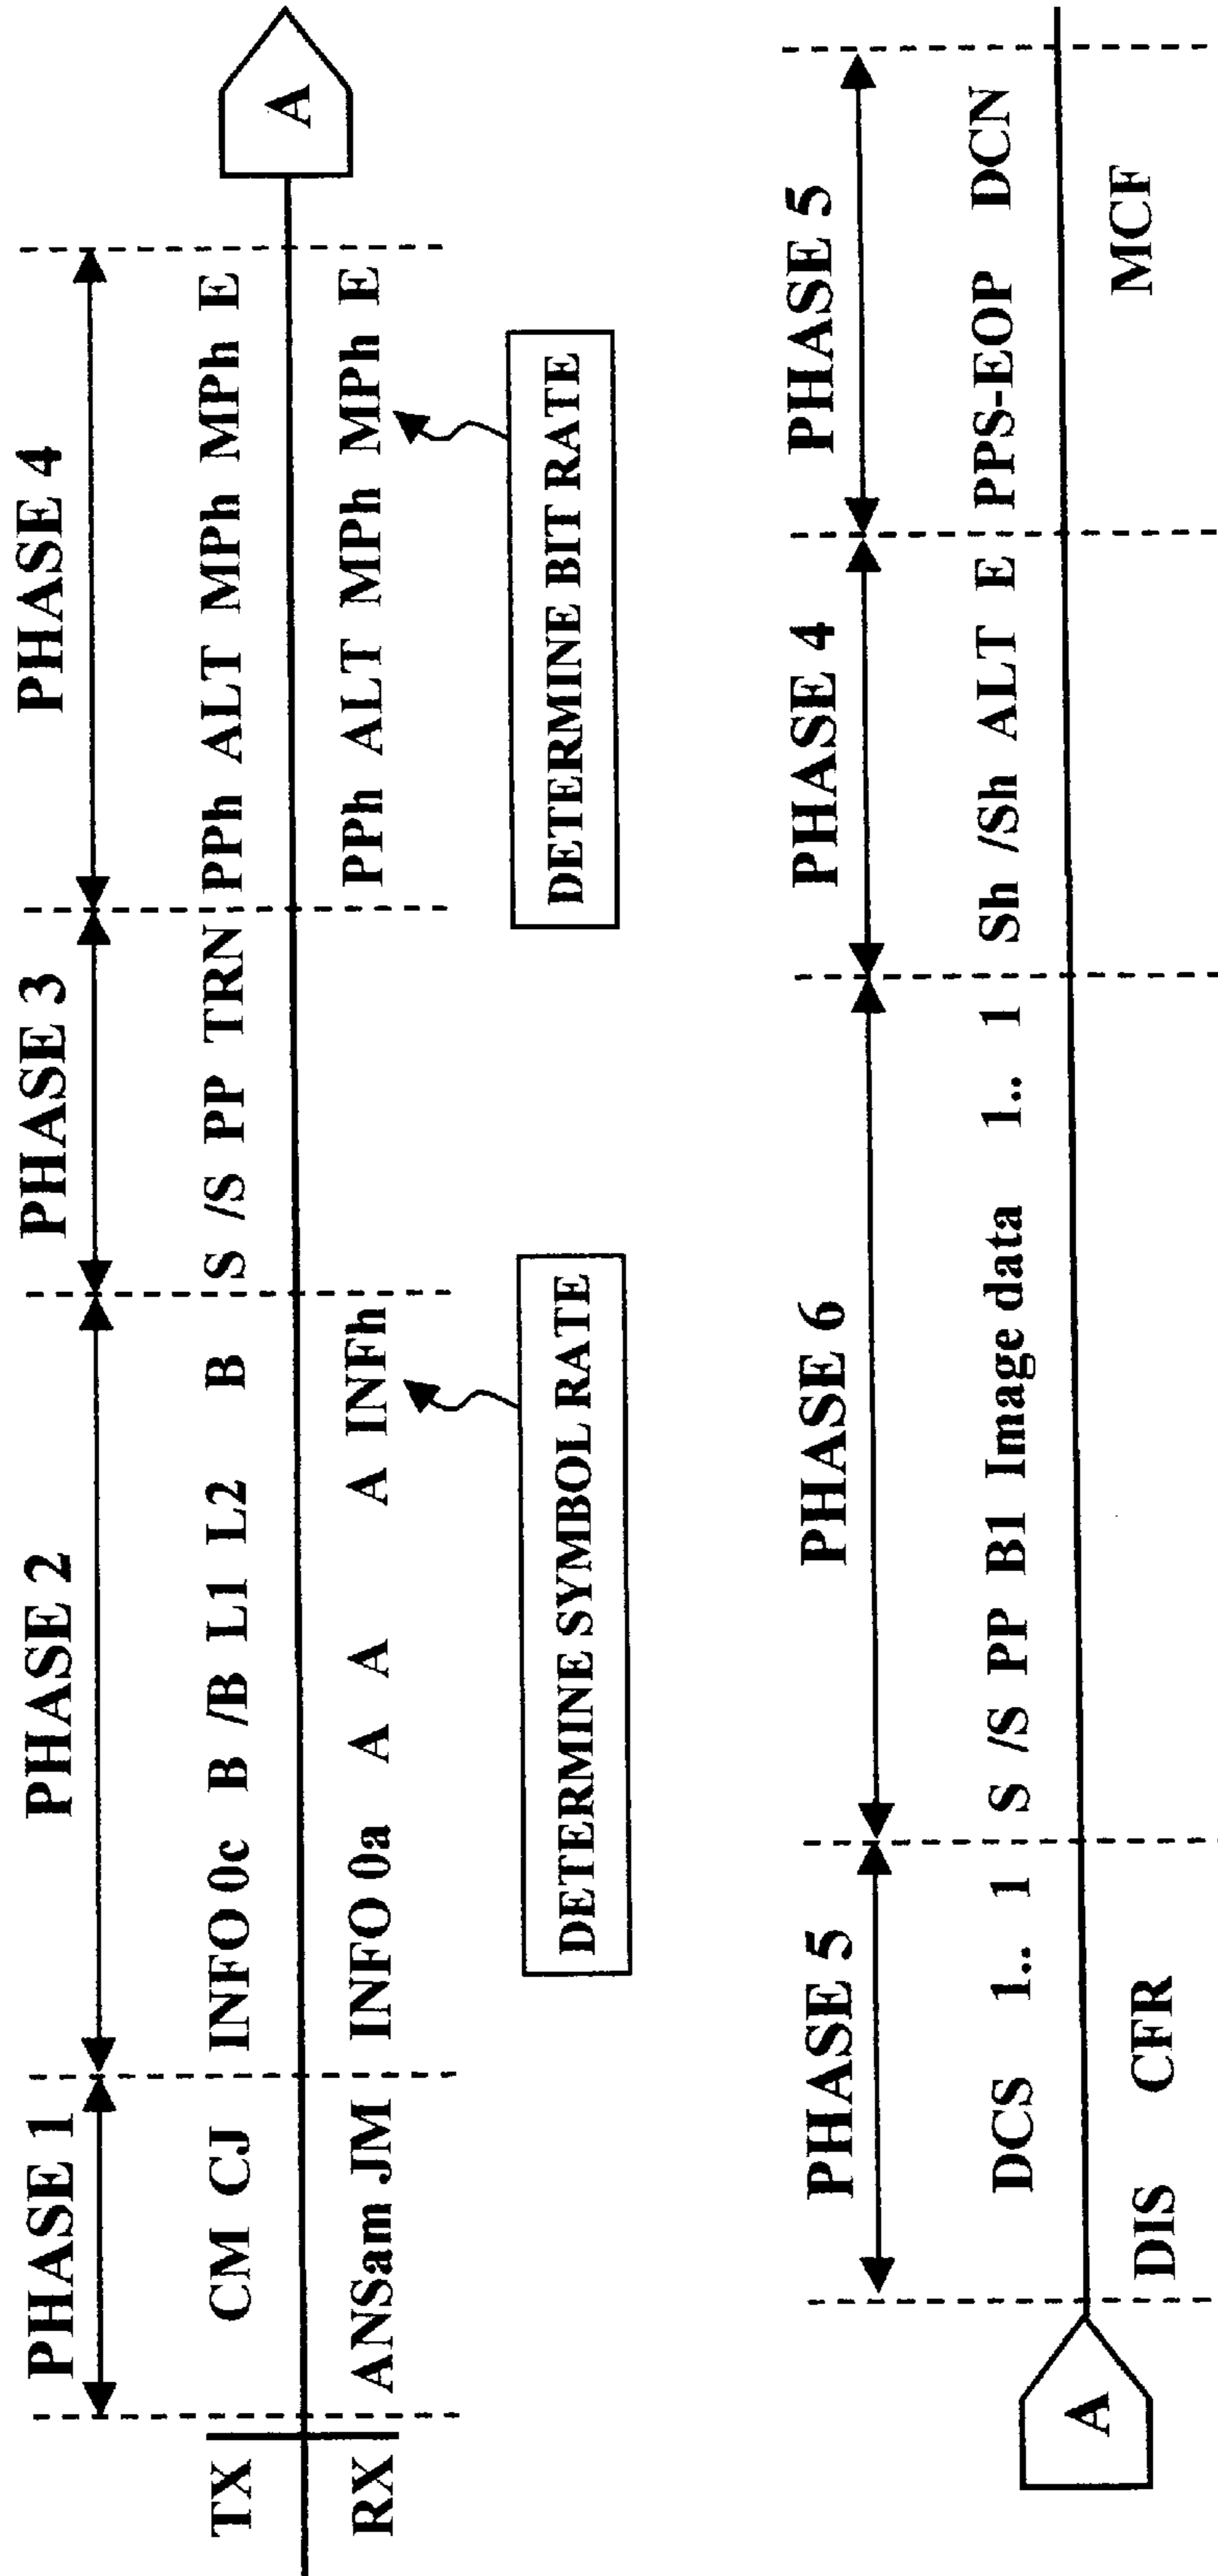 PHASE 1 PHASE 2 PHASE 3 PHASE 4
TX CM CJ INFO 0c B /B L1 L2 B S /S PP TRN PPh ALT MPh MPh E
A
RX ANSam JM INFO 0a A A A INFh PPh ALT MPh MPh E
DETERMINE SYMBOL RATE DETERMINE BIT RATE
PHASE 5 PHASE 6 PHASE 4 PHASE 5
DCS 1.. 1 S /S PP B1 Image data 1.. 1 Sh /Sh ALT E PPS-EOP DCN
A
DIS CFR MCF